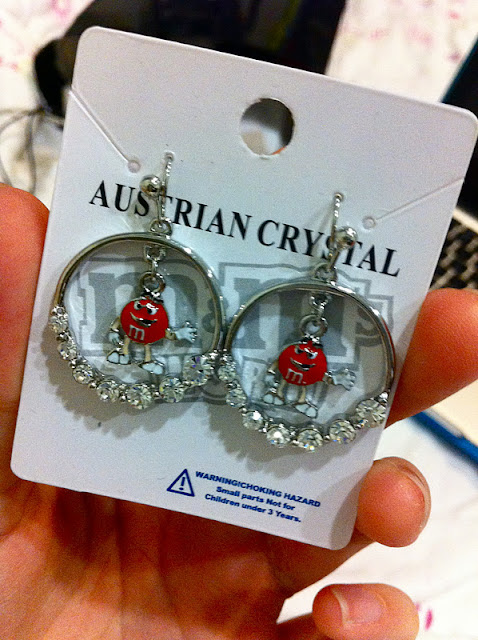 AUSTRIAN CRYSTAL
m&m's
m
m
WARNING!CHOKING HAZARD
Small parts Not for
Children under 3 Years.